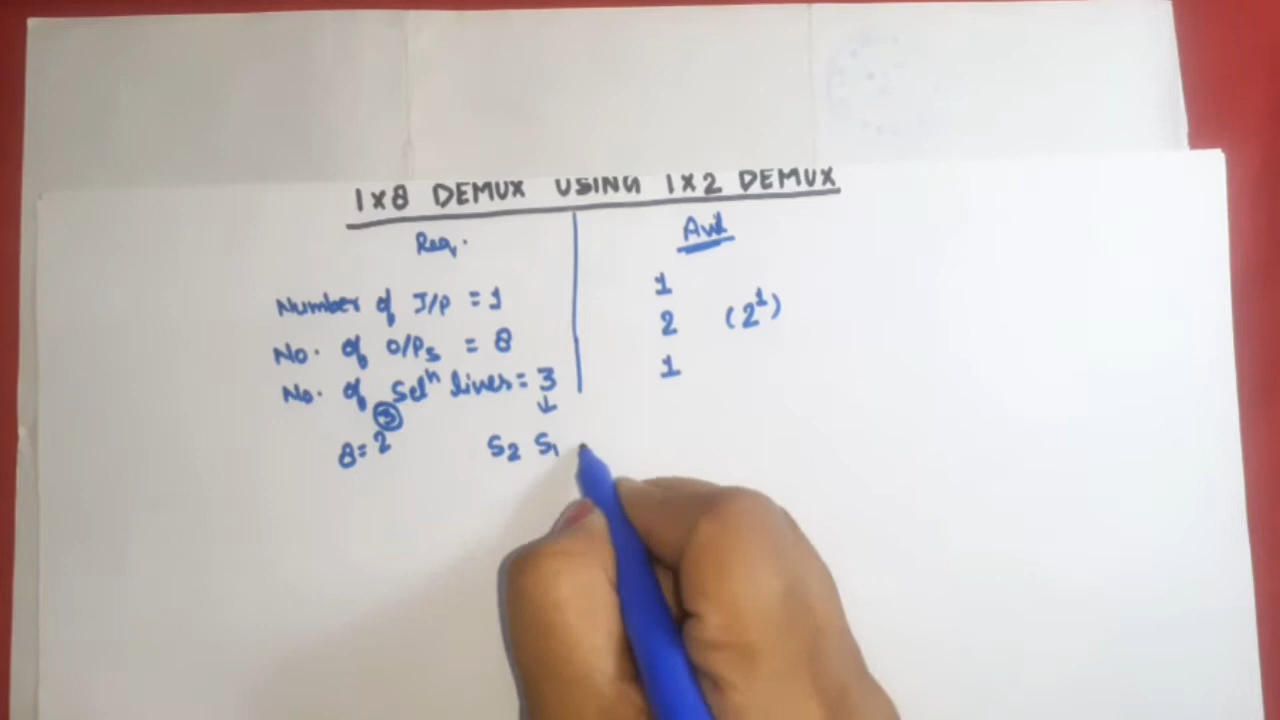 1X8 DEMUX USING 1X2 DEMUX
Req. Avl
Number of I/P = 1 1
No. of O/Ps = 8 2 (2¹)
No. of Selⁿ lines = 3 1
↓
8 = 2³ S₂ S₁